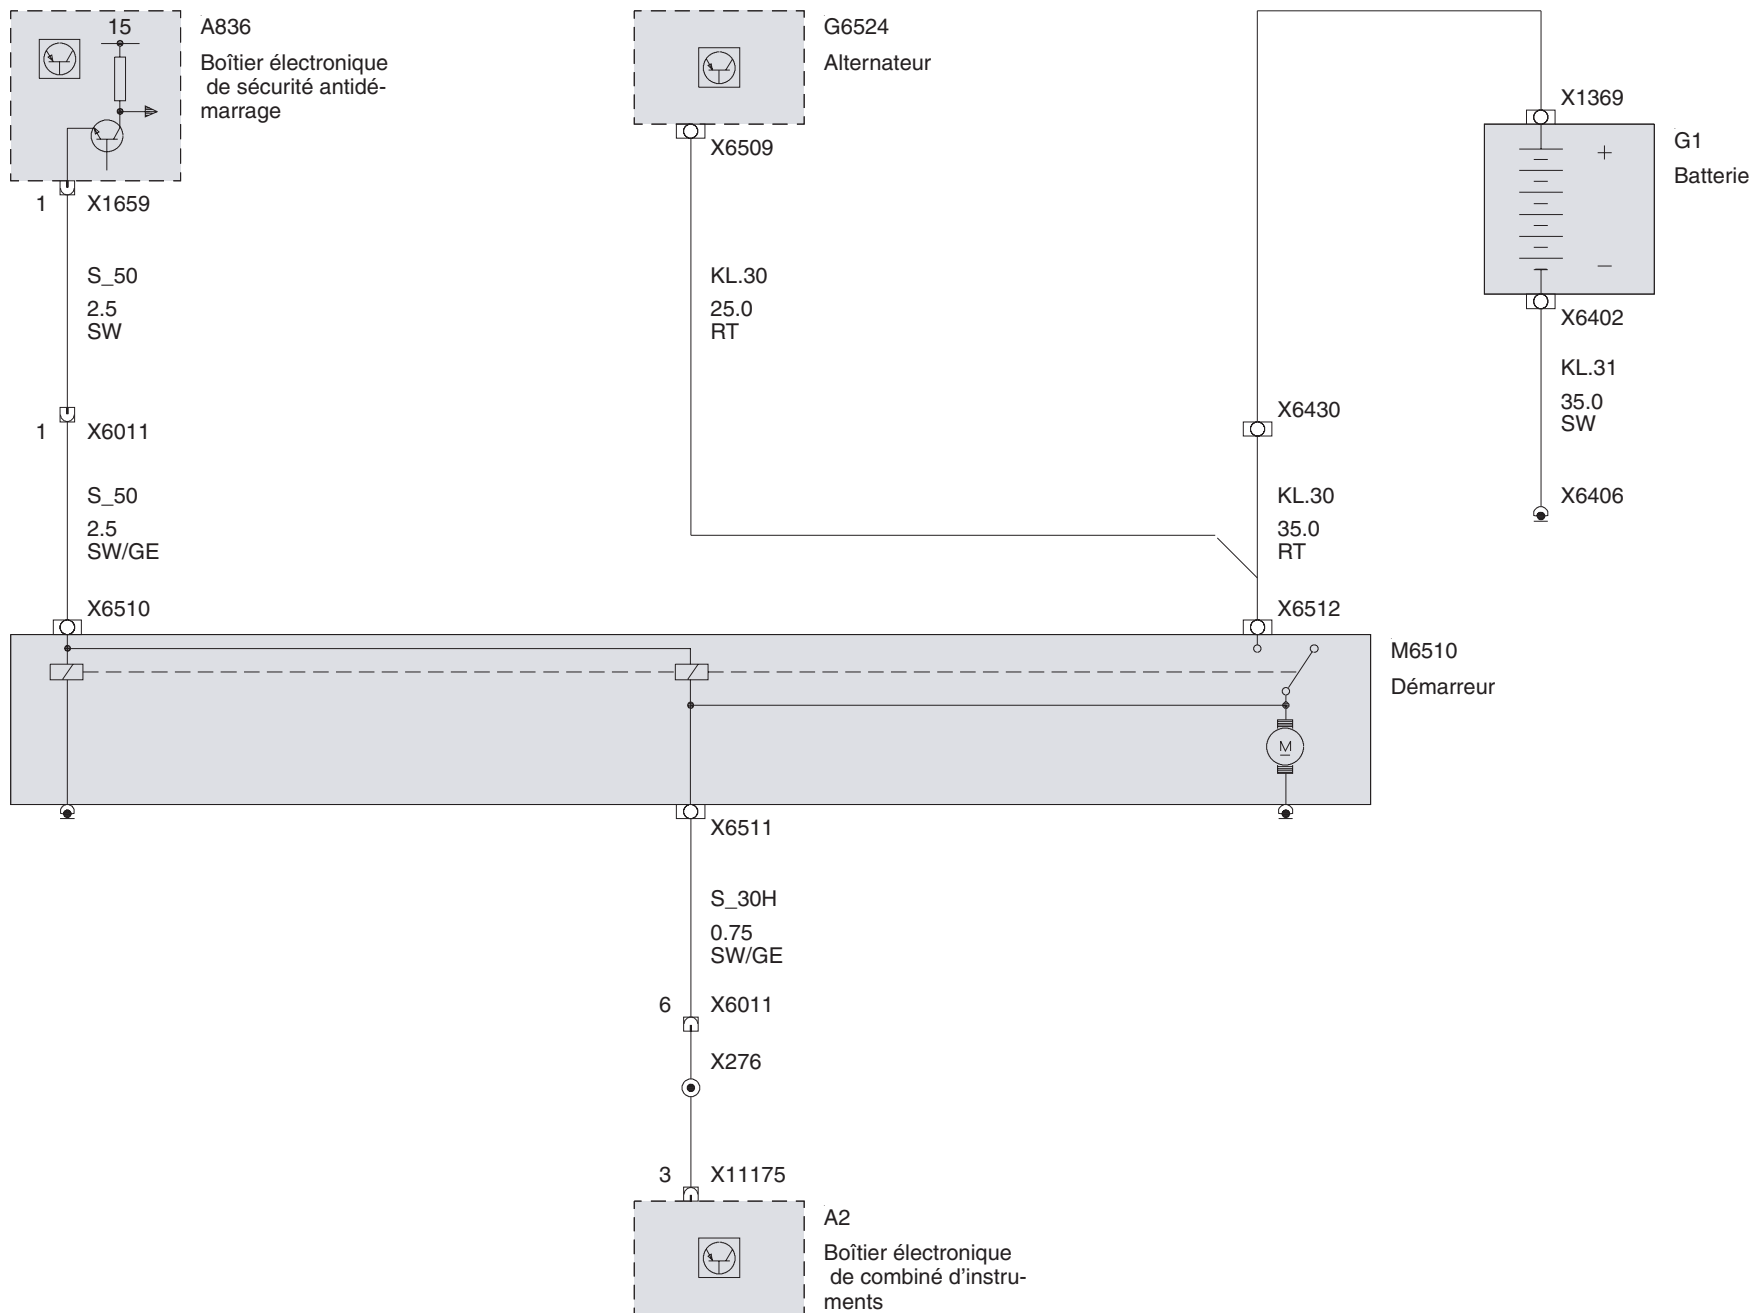 15
A836
Boîtier électronique
de sécurité antidé-
marrage
1
X1659
S_50
2.5
SW
1
X6011
S_50
2.5
SW/GE
X6510
G6524
Alternateur
X6509
KL.30
25.0
RT
X1369
+
−
G1
Batterie
X6402
KL.31
35.0
SW
X6406
X6430
KL.30
35.0
RT
X6512
M
M6510
Démarreur
X6511
S_30H
0.75
SW/GE
6
X6011
X276
3
X11175
A2
Boîtier électronique
de combiné d'instru-
ments